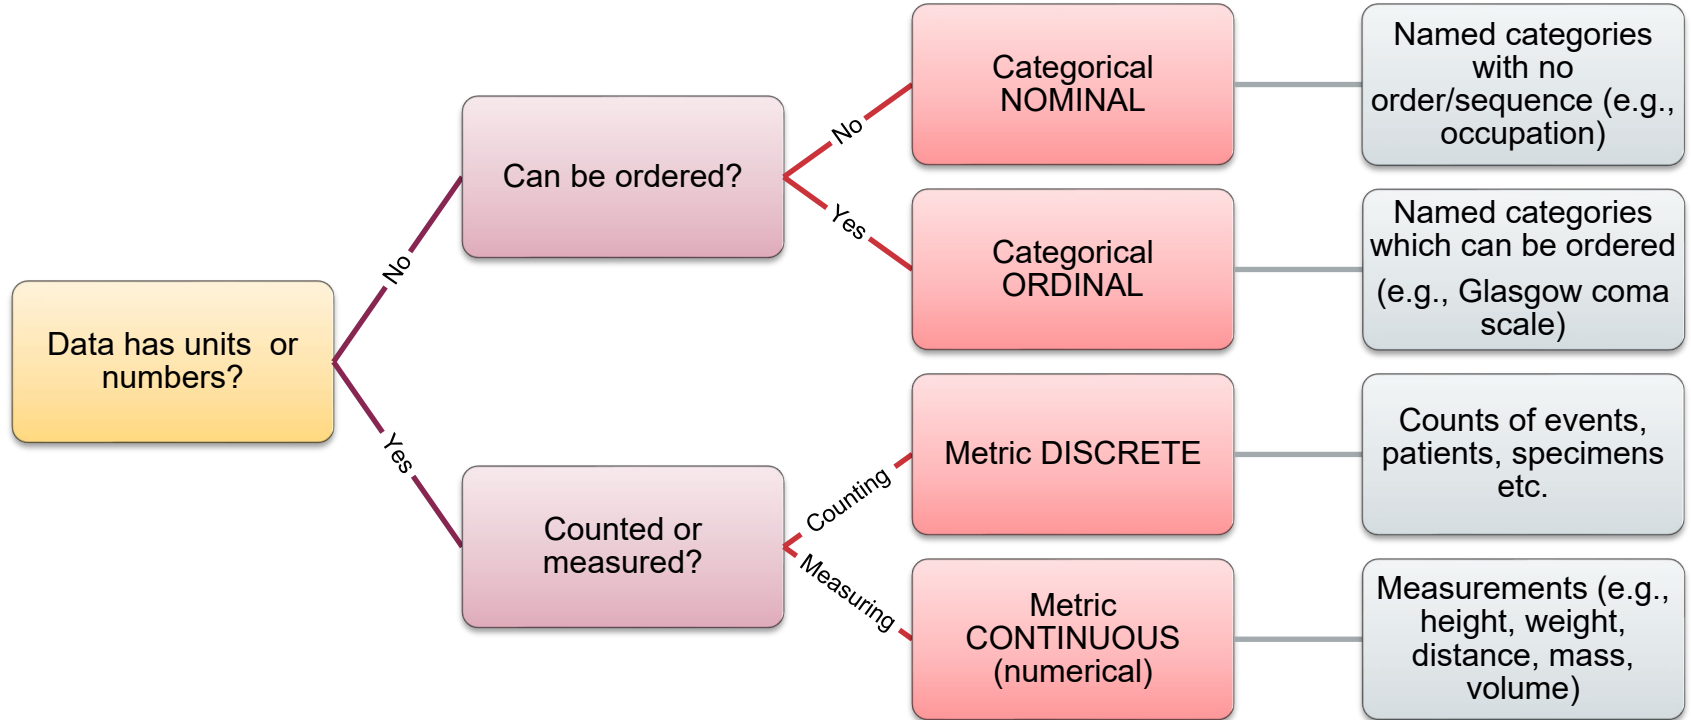 Data has units  or
numbers?
No
Yes
Can be ordered?
No
Yes
Counted or
measured?
Counting
Measuring
Categorical
NOMINAL
Named categories
with no
order/sequence (e.g.,
occupation)
Categorical
ORDINAL
Named categories
which can be ordered
(e.g., Glasgow coma
scale)
Metric DISCRETE
Counts of events,
patients, specimens
etc.
Metric
CONTINUOUS
(numerical)
Measurements (e.g.,
height, weight,
distance, mass,
volume)